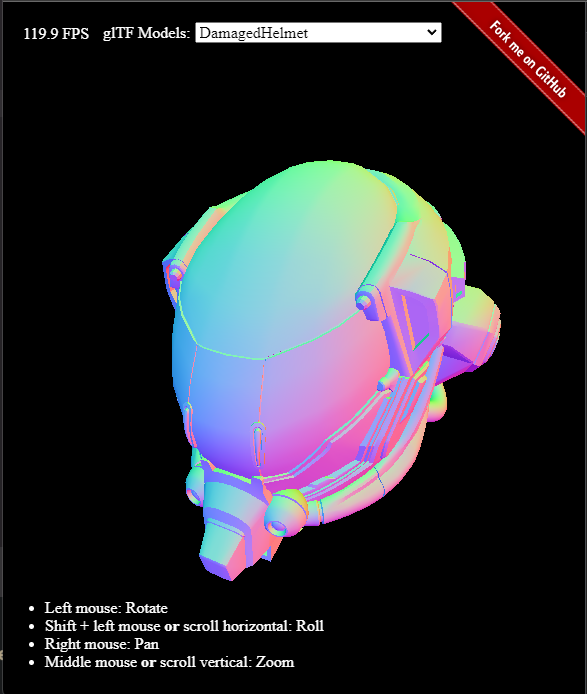 119.9 FPS glTF Models: DamagedHelmet
Fork me on GitHub
• Left mouse: Rotate
• Shift + left mouse or scroll horizontal: Roll
• Right mouse: Pan
• Middle mouse or scroll vertical: Zoom